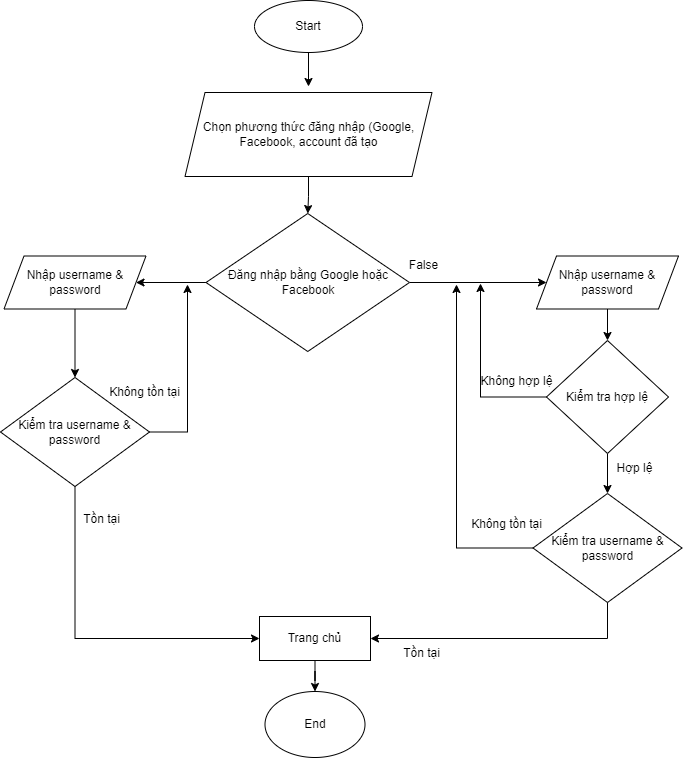 Start
Chọn phương thức đăng nhập (Google,
Facebook, account đã tạo
Đăng nhập bằng Google hoặc
Facebook
False
Nhập username &
password
Nhập username &
password
Không tồn tại
Kiểm tra username &
password
Không hợp lệ
Kiểm tra hợp lệ
Hợp lệ
Tồn tại
Không tồn tại
Kiểm tra username &
password
Trang chủ
Tồn tại
End